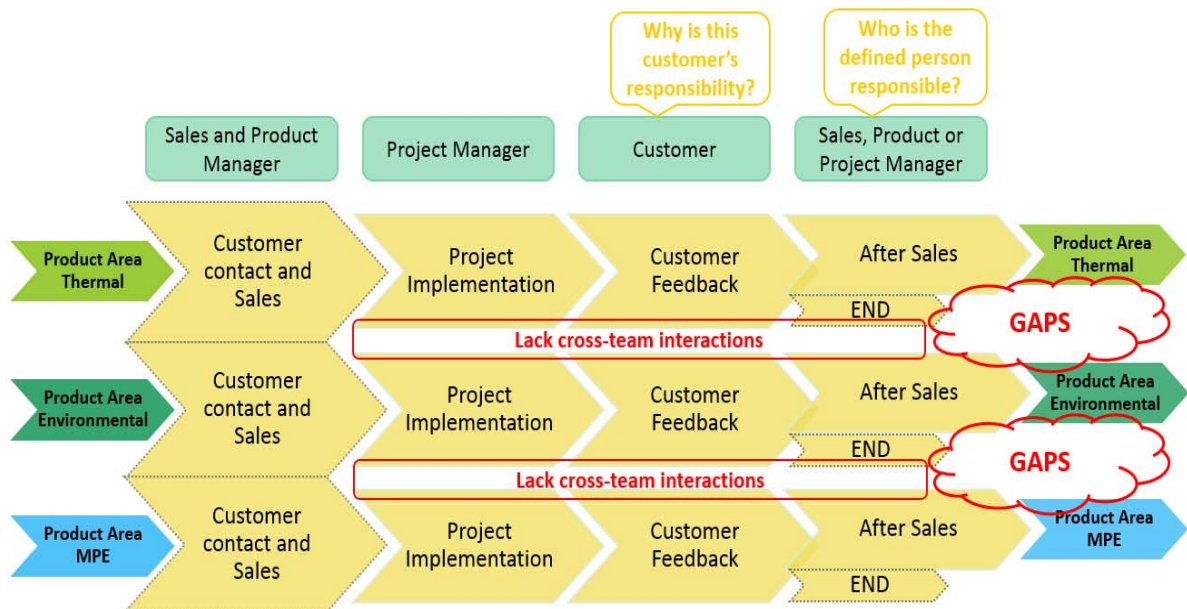 Why is this
customer's
responsibility?
Who is the
defined person
responsible?
Sales and Product
Manager
Project Manager
Customer
Sales, Product or
Project Manager
Product Area
Thermal
Customer
contact and
Sales
Project
Implementation
Customer
Feedback
After Sales
END
Product Area
Thermal
GAPS
Lack cross-team interactions
Product Area
Environmental
Customer
contact and
Sales
Project
Implementation
Customer
Feedback
After Sales
END
Product Area
Environmental
GAPS
Lack cross-team interactions
Product Area
MPE
Customer
contact and
Sales
Project
Implementation
Customer
Feedback
After Sales
END
Product Area
MPE